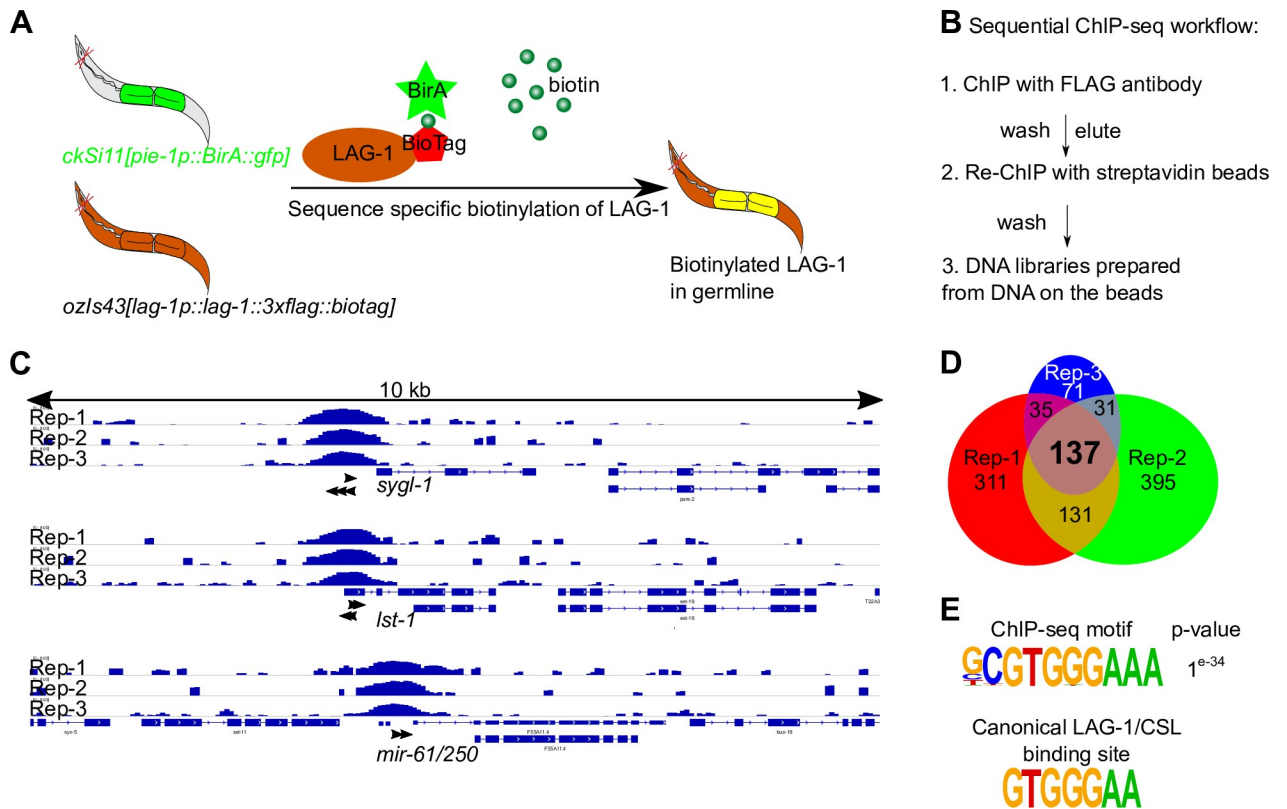 A
BirA
biotin
LAG-1
BioTag
ckSi11[pie-1p::BirA::gfp]
Sequence specific biotinylation of LAG-1
ozIs43[lag-1p::lag-1::3xflag::biotag]
Biotinylated LAG-1
in germline
B Sequential ChIP-seq workflow:
1. ChIP with FLAG antibody
wash elute
2. Re-ChIP with streptavidin beads
wash
3. DNA libraries prepared
from DNA on the beads
C
10 kb
Rep-1
Rep-2
Rep-3
sygl-1
Rep-1
Rep-2
Rep-3
T22A3
lst-1
Rep-1
Rep-2
Rep-3
F55A11.4
F55A11.4
mir-61/250
D
Rep-3
71
35
31
137
Rep-1
311
Rep-2
395
131
E
ChIP-seq motif p-value
GCGTGGGAAA
1e-34
Canonical LAG-1/CSL
binding site
GTGGGAA